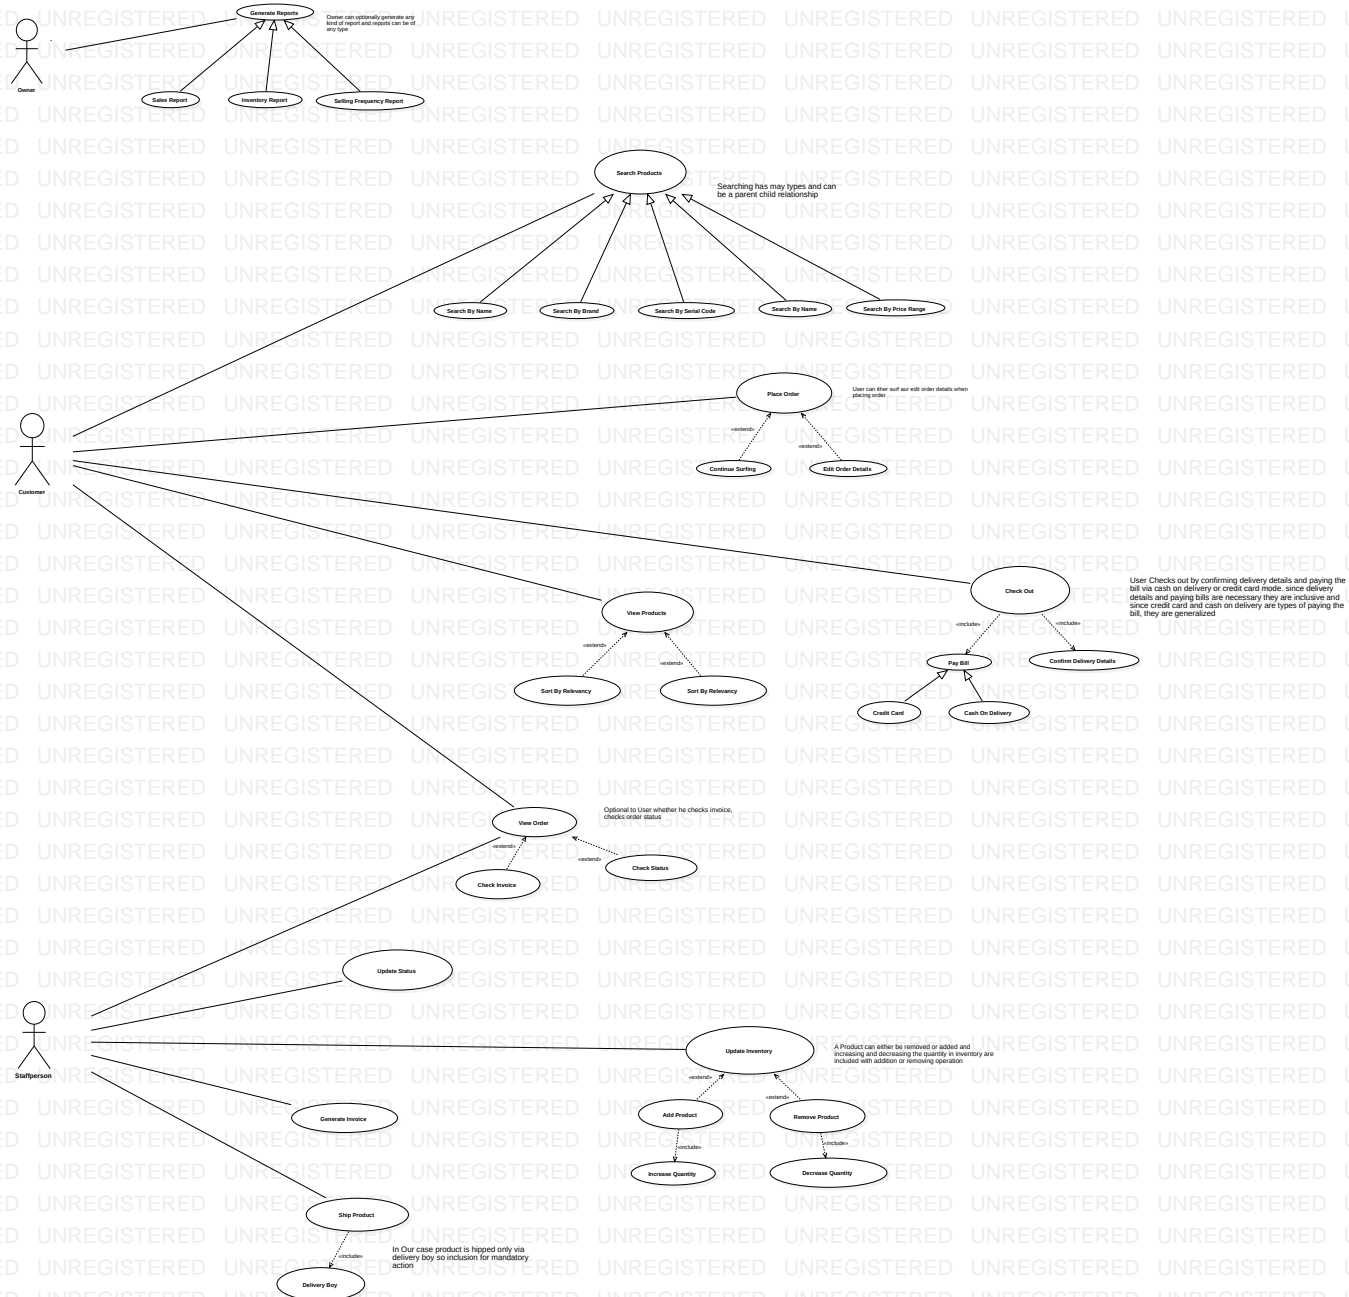 Generate Reports
Owner can optionally generate any
kind of report and reports can be of
any type
Owner
Sales Report
Inventory Report
Selling Frequency Report
Search Products
Searching has may types and can
be a parent child relationship
Search By Name
Search By Brand
Search By Serial Code
Search By Name
Search By Price Range
Place Order
User can ither surf aur edit order details when
placing order
«extend»
«extend»
Continue Surfing
Edit Order Details
Customer
Check Out
User Checks out by confirming delivery details and paying the
bill via cash on delivery or credit card mode. since delivery
details and paying bills are necessary they are inclusive and
since credit card and cash on delivery are types of paying the
bill, they are generalized
«include»
«include»
View Products
«extend»
«extend»
Pay Bill
Confirm Delivery Details
Sort By Relevancy
Sort By Relevancy
Credit Card
Cash On Delivery
View Order
Optional to User whether he checks invoice,
checks order status
«extend»
«extend»
Check Invoice
Check Status
Update Status
Staffperson
Update Inventory
A Product can either be removed or added and
increasing and decreasing the quantity in inventory are
included with addition or removing operation
«extend»
«extend»
Add Product
Remove Product
«include»
«include»
Increase Quantity
Decrease Quantity
Generate Invoice
Ship Product
«include»
In Our case product is hipped only via
delivery boy so inclusion for mandatory
action
Delivery Boy
UNREGISTERED